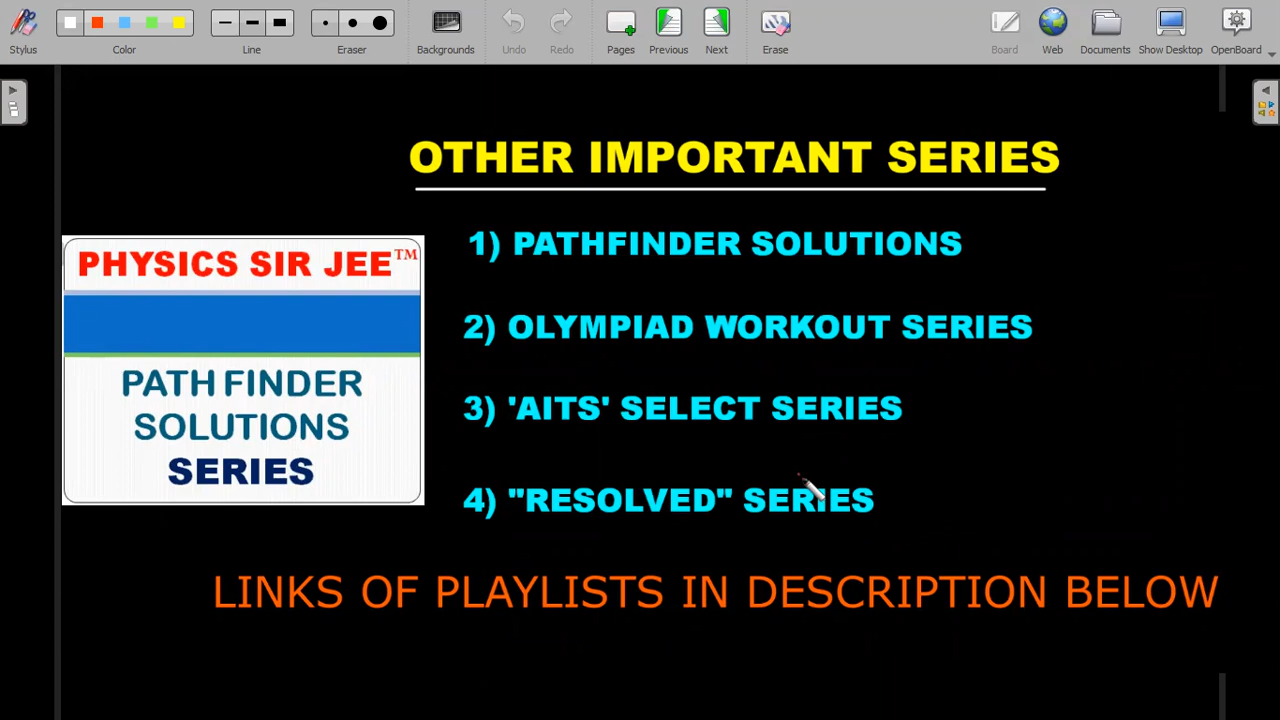 Stylus
Color
Line
Eraser
Backgrounds
Undo
Redo
Pages
Previous
Next
Erase
Board
Web
Documents
Show Desktop
OpenBoard
OTHER IMPORTANT SERIES
PHYSICS SIR JEE™
PATH FINDER
SOLUTIONS
SERIES
1) PATHFINDER SOLUTIONS
2) OLYMPIAD WORKOUT SERIES
3) 'AITS' SELECT SERIES
4) "RESOLVED" SERIES
LINKS OF PLAYLISTS IN DESCRIPTION BELOW